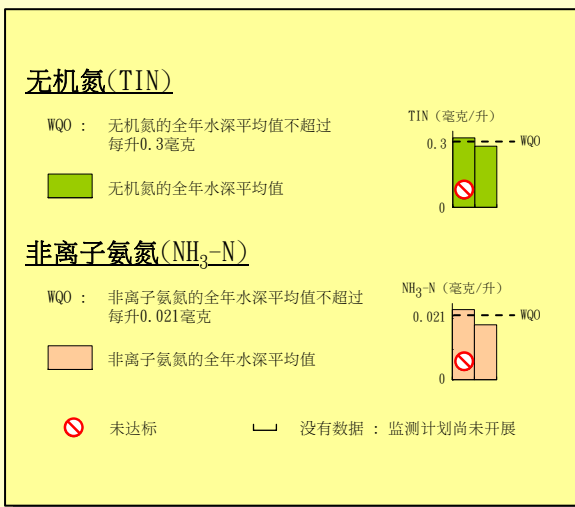 无机氮(TIN)
WQO : 无机氮的全年水深平均值不超过
每升0.3毫克
无机氮的全年水深平均值
TIN (毫克/升)
0.3
WQO
0
非离子氨氮(NH₃-N)
WQO : 非离子氨氮的全年水深平均值不超过
每升0.021毫克
非离子氨氮的全年水深平均值
NH₃-N (毫克/升)
0.021
WQO
0
未达标
没有数据 : 监测计划尚未开展